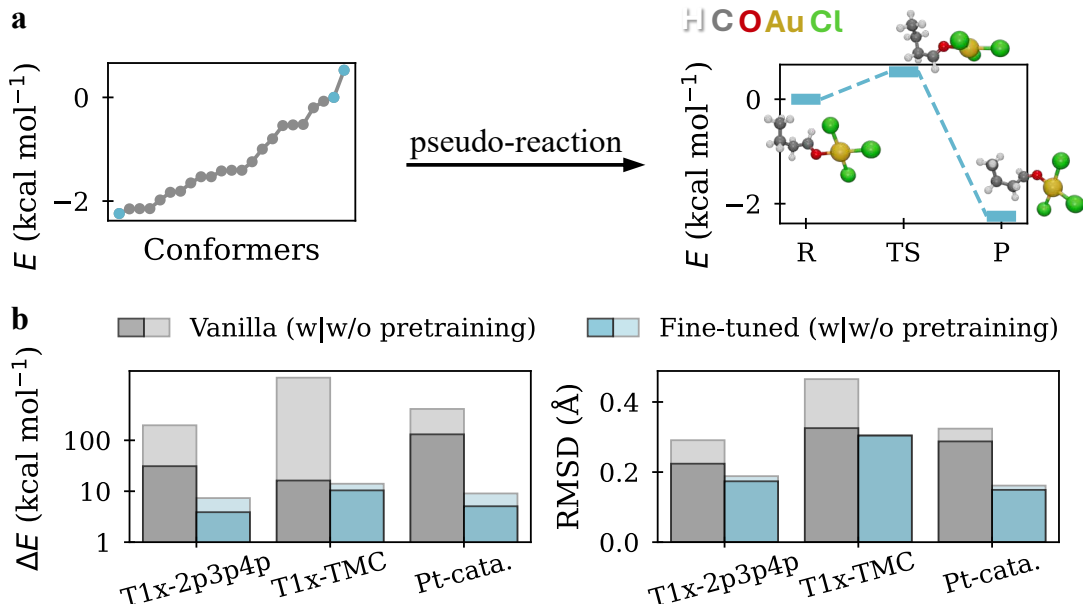 a
H C O Au Cl
E (kcal mol⁻¹)
0
−2
Conformers
pseudo-reaction
E (kcal mol⁻¹)
0
−2
R TS P
b
Vanilla (w|w/o pretraining)
Fine-tuned (w|w/o pretraining)
ΔE (kcal mol⁻¹)
100
10
1
T1x-2p3p4p T1x-TMC Pt-cata.
RMSD (Å)
0.4
0.2
0.0
T1x-2p3p4p T1x-TMC Pt-cata.